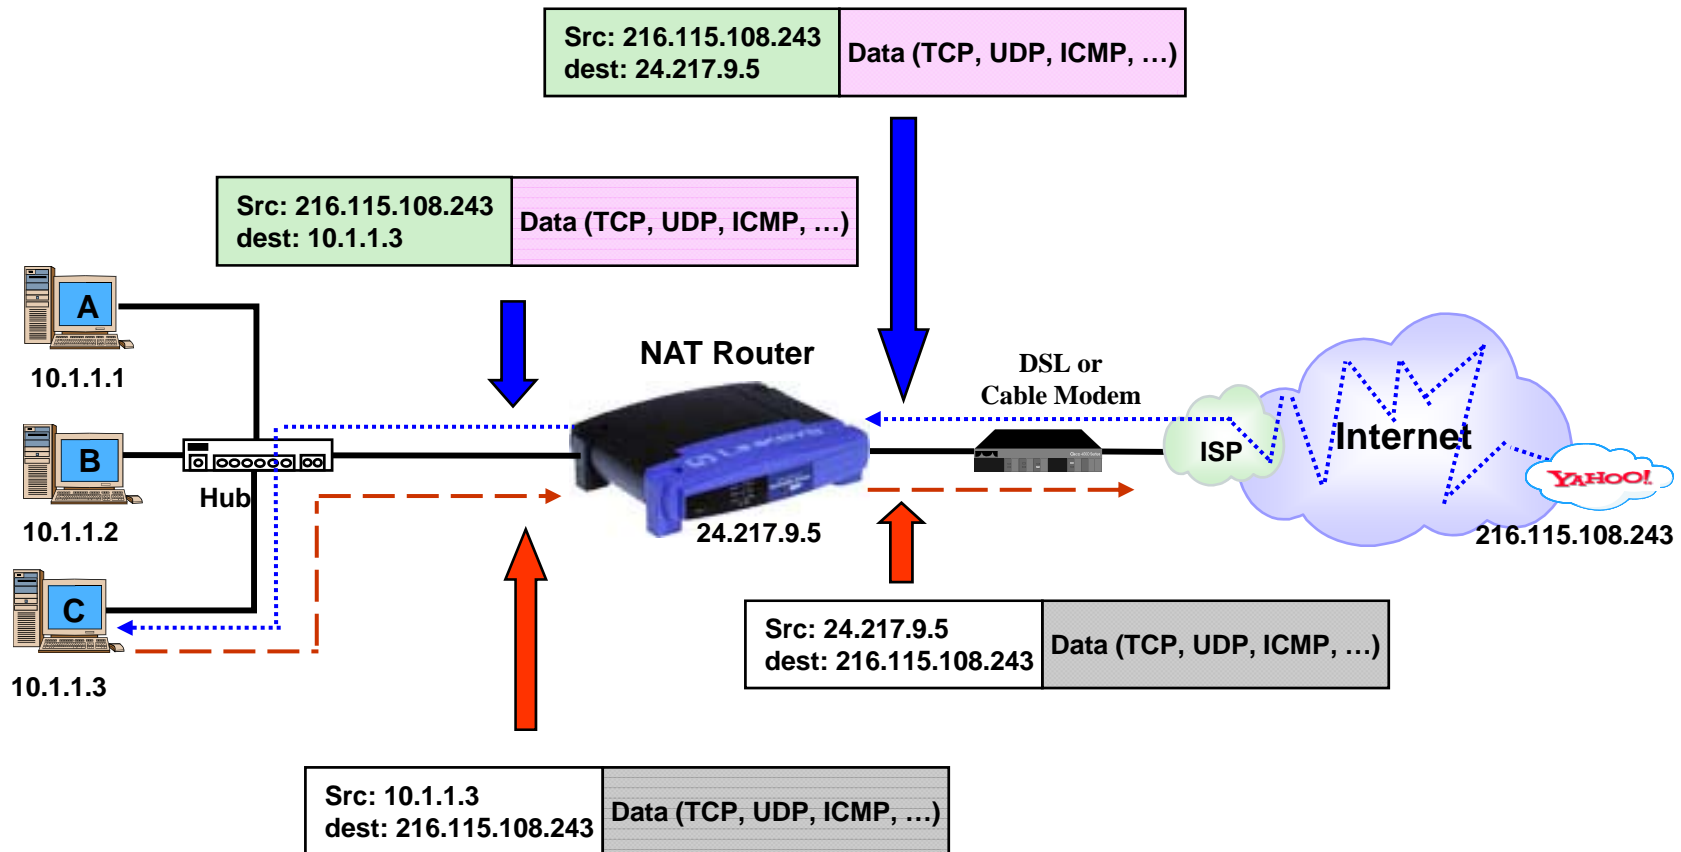 Src: 216.115.108.243
dest: 24.217.9.5
Data (TCP, UDP, ICMP, …)
Src: 216.115.108.243
dest: 10.1.1.3
Data (TCP, UDP, ICMP, …)
A
10.1.1.1
NAT Router
DSL or
Cable Modem
B
10.1.1.2
Hub
24.217.9.5
ISP
Internet
YAHOO!
216.115.108.243
C
10.1.1.3
Src: 24.217.9.5
dest: 216.115.108.243
Data (TCP, UDP, ICMP, …)
Src: 10.1.1.3
dest: 216.115.108.243
Data (TCP, UDP, ICMP, …)